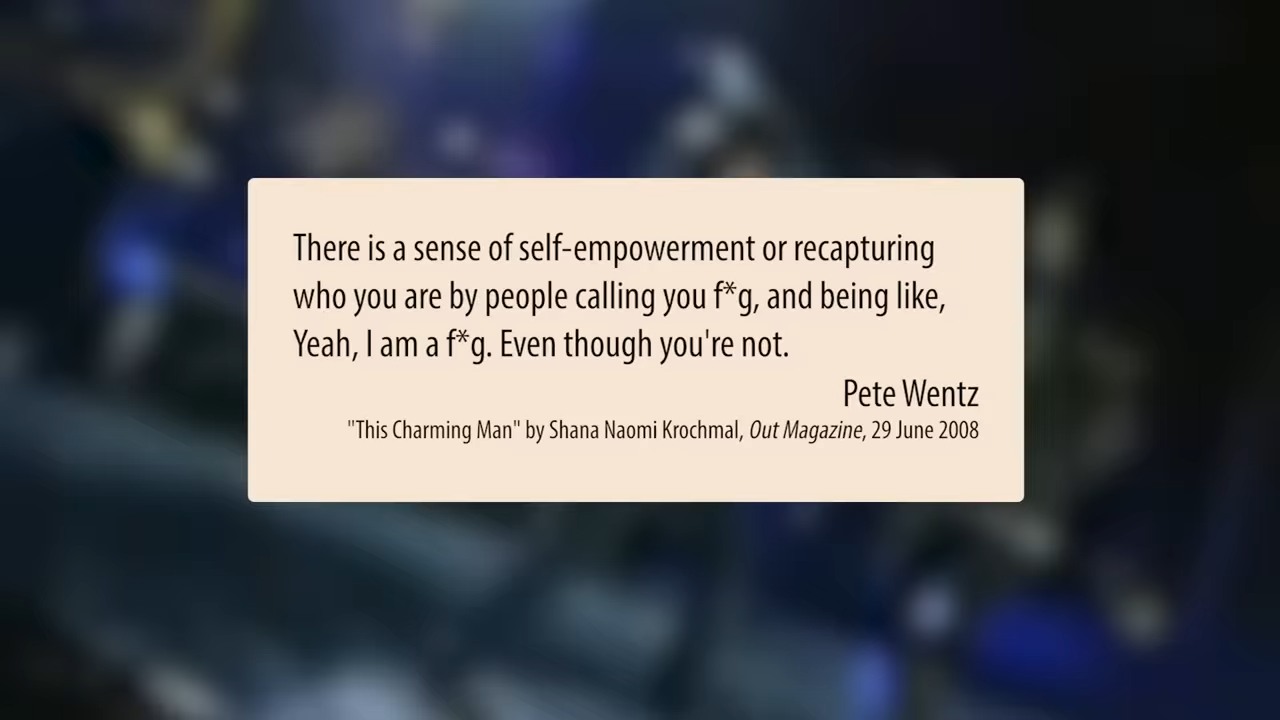 There is a sense of self-empowerment or recapturing
who you are by people calling you f*g, and being like,
Yeah, I am a f*g. Even though you're not.
Pete Wentz
"This Charming Man" by Shana Naomi Krochmal, Out Magazine, 29 June 2008